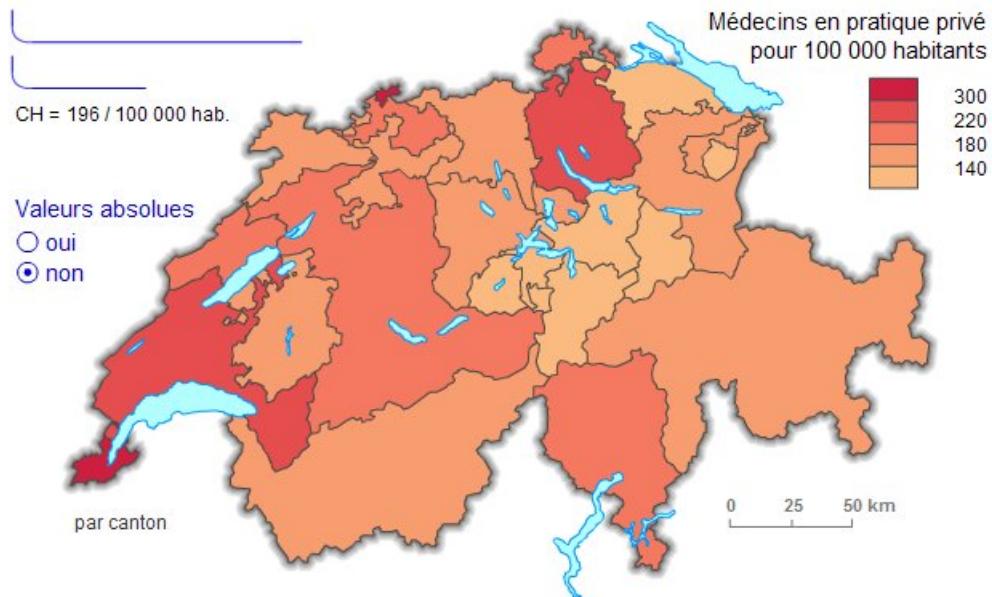 Médecins en pratique privé
pour 100 000 habitants
300
220
180
140
CH = 196 / 100 000 hab.
Valeurs absolues
oui
non
par canton
0 25 50 km